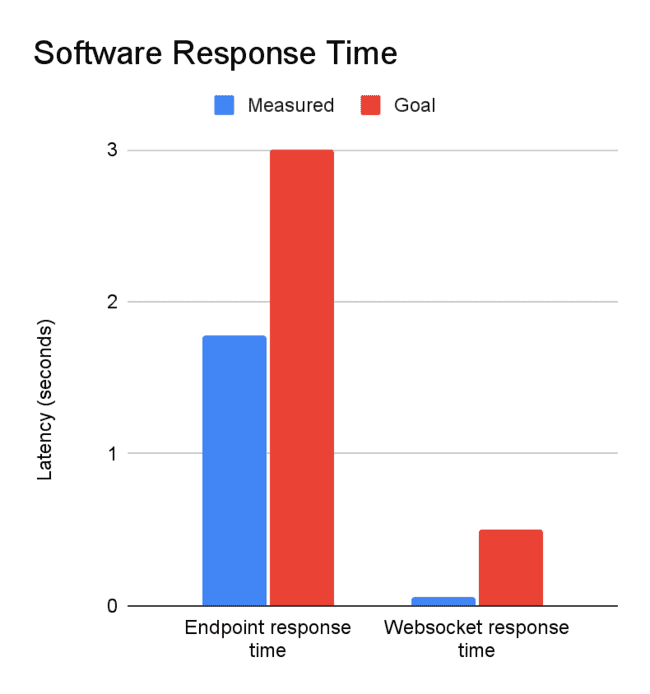 Software Response Time
Measured
Goal
3
2
1
0
Latency (seconds)
Endpoint response
time
Websocket response
time